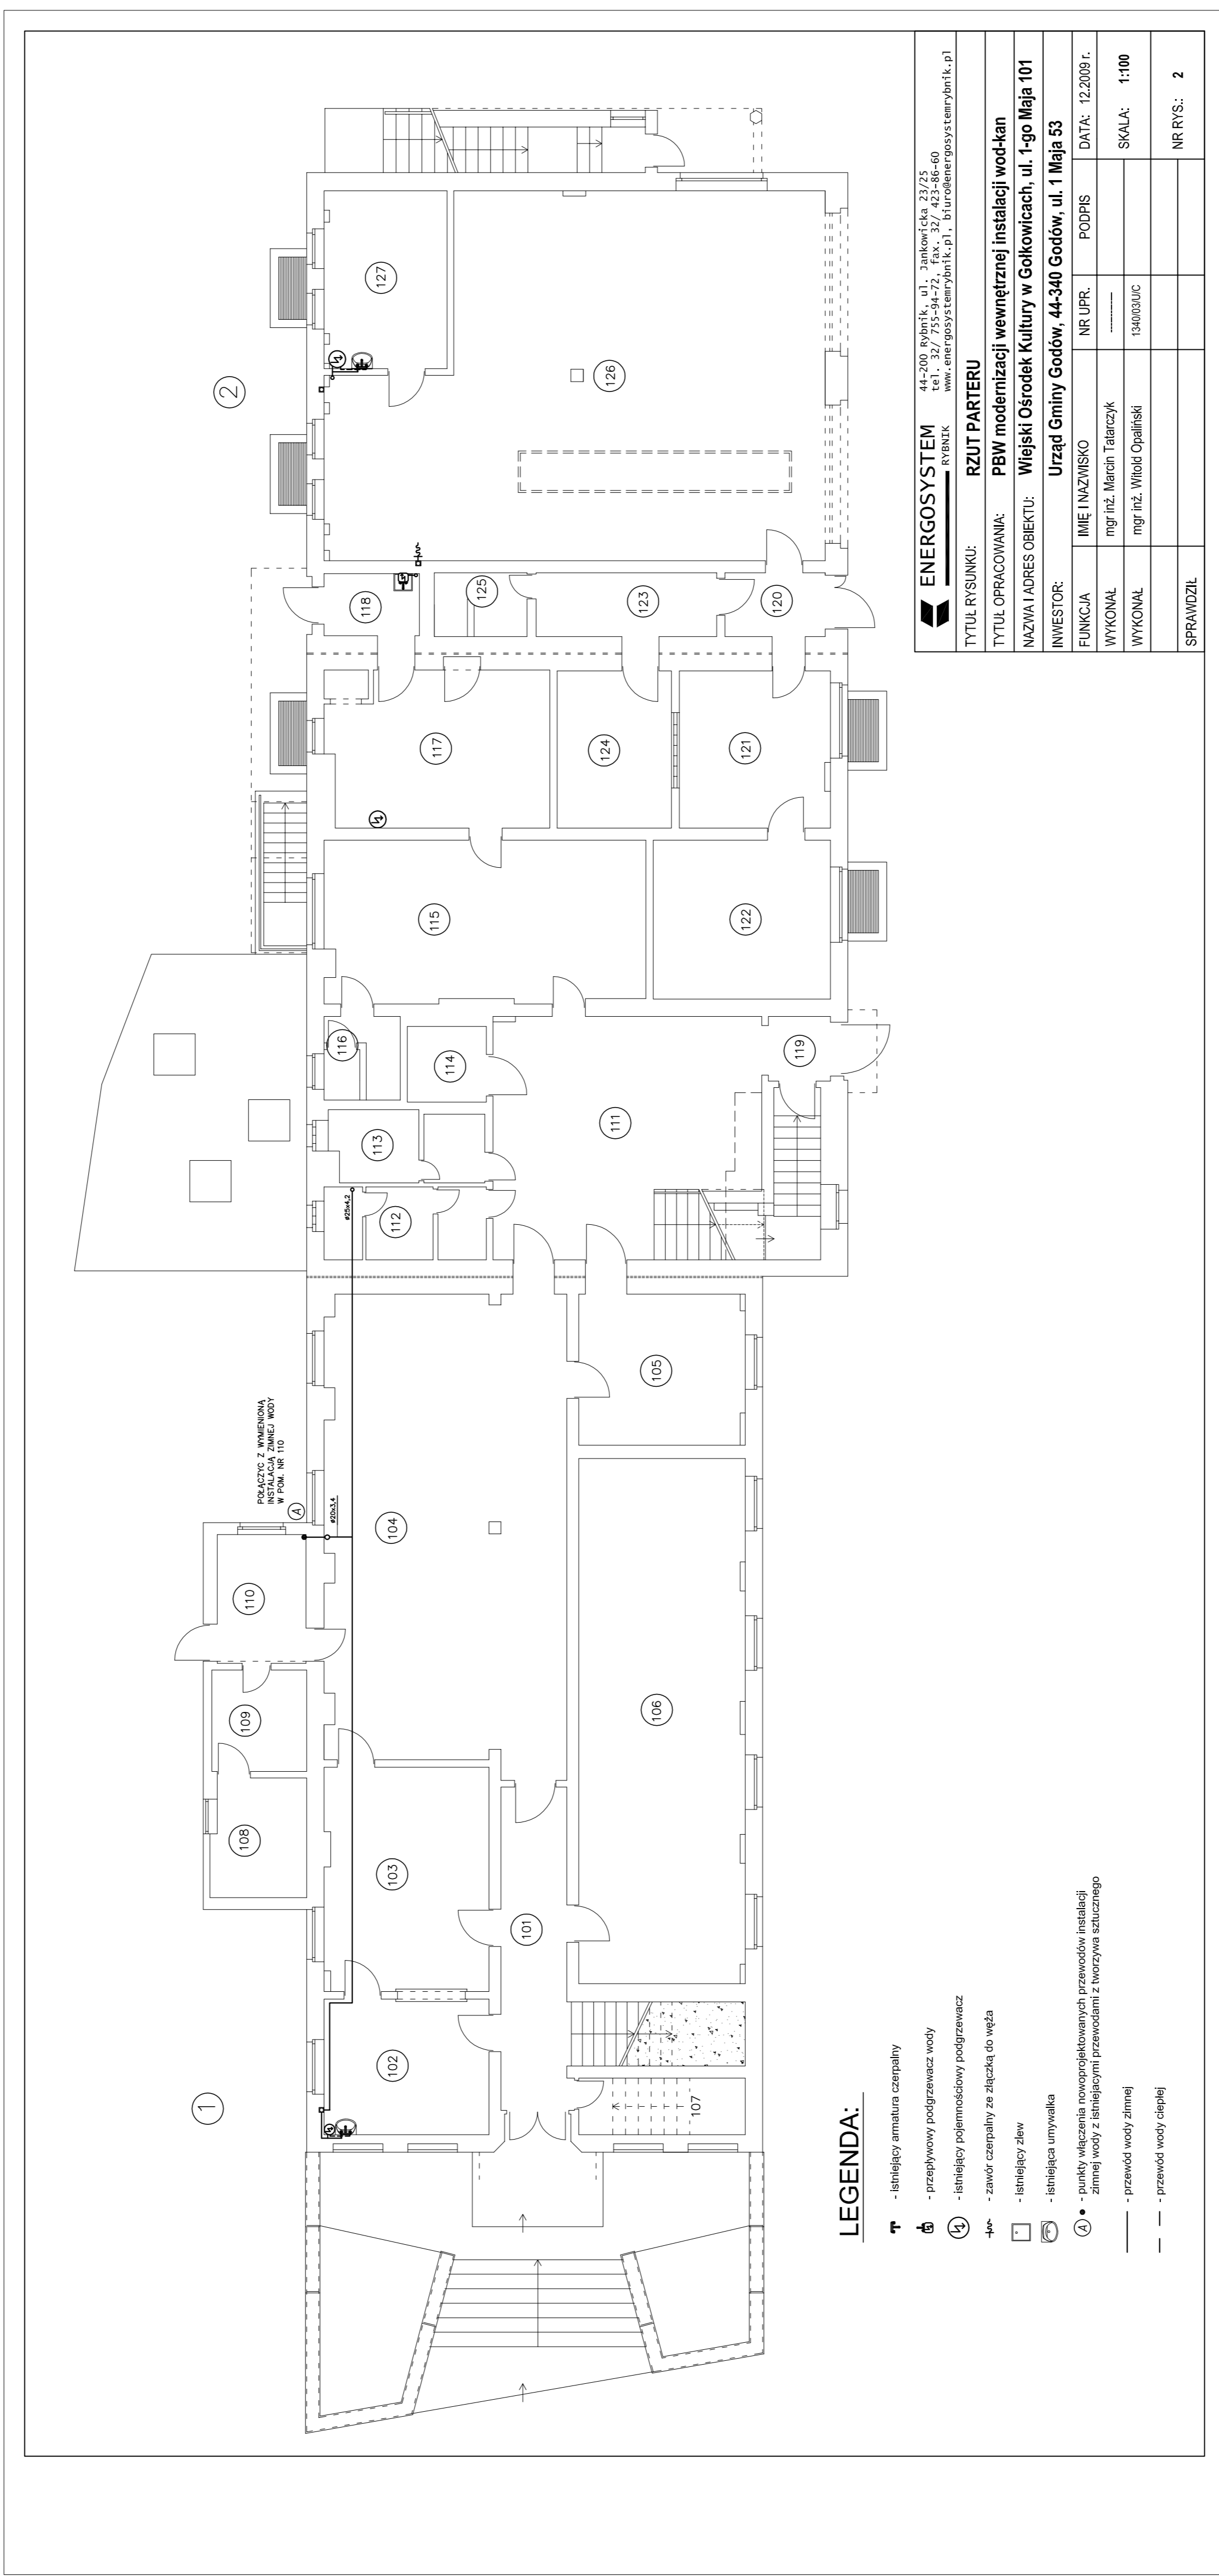 1
2
POŁĄCZYC Z WYMIENIONĄ
INSTALACJĄ ZIMNEJ WODY
W POM. NR 110
A
ø20x3,4
ø25x4,2
108
109
110
102
103
104
112
113
116
114
115
117
118
125
127
101
111
124
123
126
107
106
105
119
122
121
120
LEGENDA:
- istniejący armatura czerpalny
- przepływowy podgrzewacz wody
- istniejący pojemnościowy podgrzewacz
- zawór czerpalny ze złączką do węża
- istniejący zlew
- istniejąca umywalka
A - punkty włączenia nowoprojektowanych przewodów instalacji
zimnej wody z istniejacymi przewodami z tworzywa sztucznego
- przewód wody zimnej
- przewód wody ciepłej
ENERGOSYSTEM
RYBNIK
44-200 Rybnik, ul. Jankowicka 23/25
tel. 32/ 755-94-72, fax. 32/ 423-86-60
www.energosystemrybnik.pl, biuro@energosystemrybnik.pl
TYTUŁ RYSUNKU: RZUT PARTERU
TYTUŁ OPRACOWANIA: PBW modernizacji wewnętrznej instalacji wod-kan
NAZWA I ADRES OBIEKTU: Wiejski Ośrodek Kultury w Gołkowicach, ul. 1-go Maja 101
INWESTOR: Urząd Gminy Godów, 44-340 Godów, ul. 1 Maja 53
FUNKCJA IMIĘ I NAZWISKO NR UPR. PODPIS DATA: 12.2009 r.
WYKONAŁ mgr inż. Marcin Tatarczyk ----------- SKALA: 1:100
WYKONAŁ mgr inż. Witold Opaliński 1340/03/U/C
NR RYS.: 2
SPRAWDZIŁ